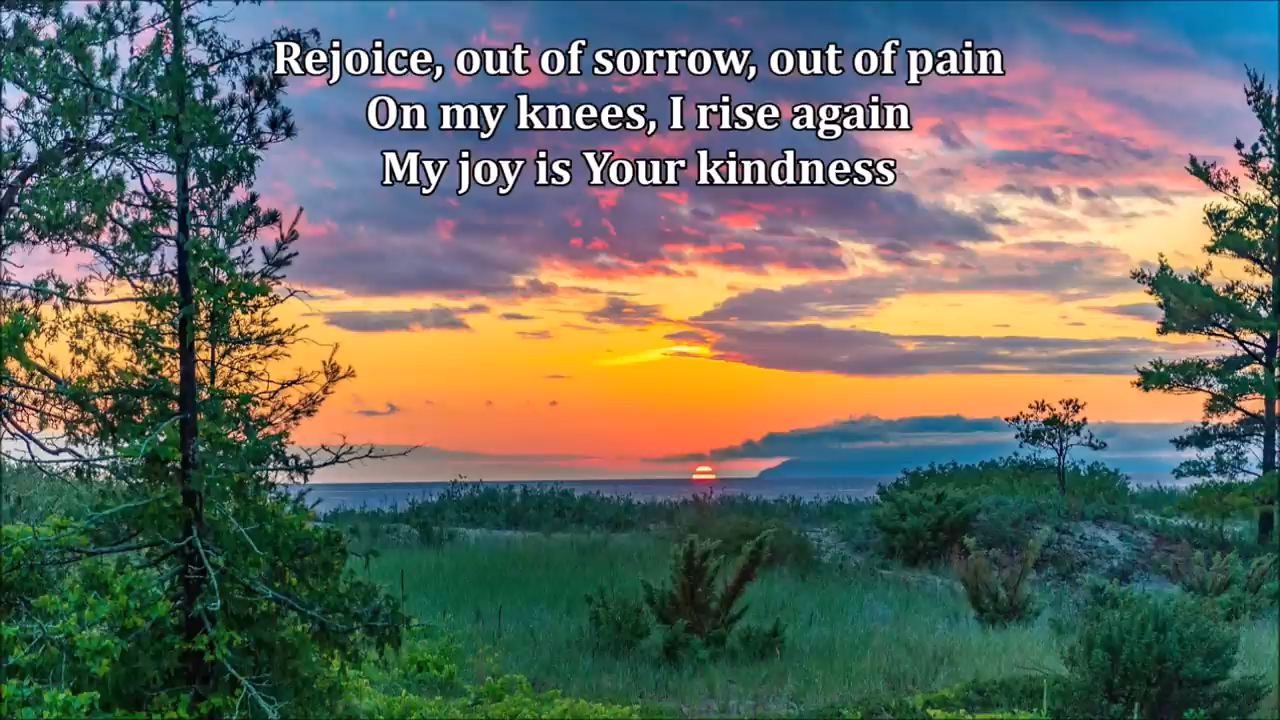 Rejoice, out of sorrow, out of pain
On my knees, I rise again
My joy is Your kindness